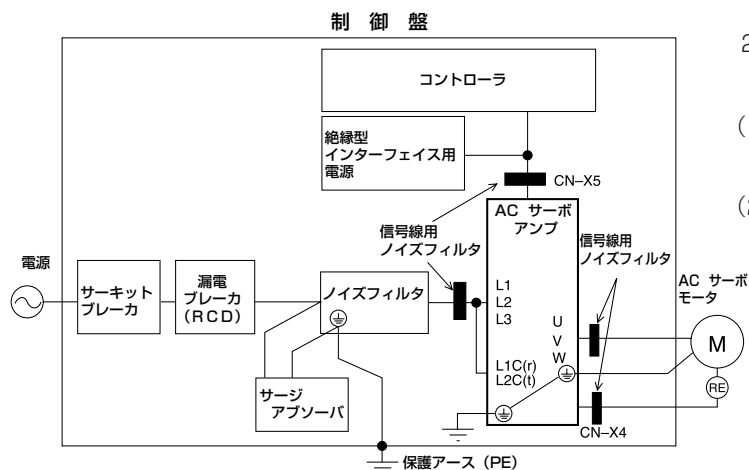 制 御 盤
コントローラ
絶縁型
インターフェイス用
電源
CN–X5
AC サーボ
アンプ
信号線用
ノイズフィルタ
信号線用
ノイズフィルタ
電源
サーキット
ブレーカ
漏電
ブレーカ
(RCD)
ノイズフィルタ
サージ
アブソーバ
L1
L2
L3
L1C(r)
L2C(t)
U
V
W
AC サーボ
モータ
M
RE
CN–X4
保護アース (PE)
2
(
(2